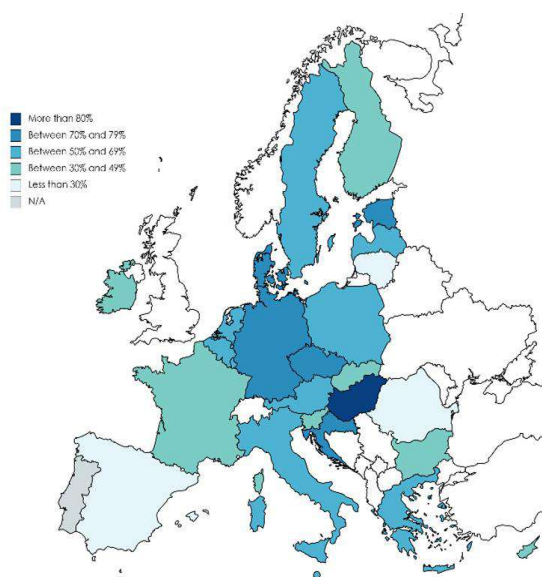 More than 80%
Between 70% and 79%
Between 50% and 69%
Between 30% and 49%
Less than 30%
N/A